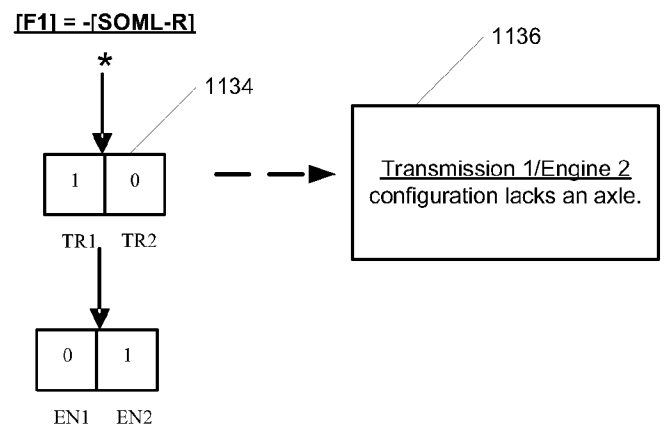 [F1] = -[SOML-R]
*
1134
1 0
TR1 TR2
0 1
EN1 EN2
1136
Transmission 1/Engine 2
configuration lacks an axle.